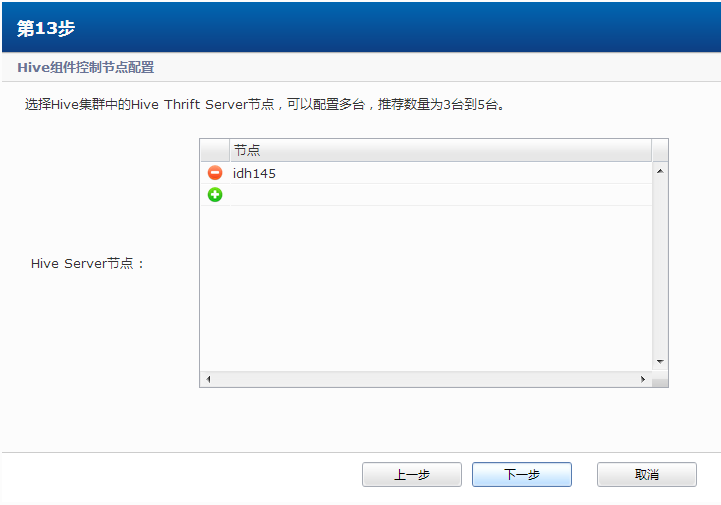 第13步
Hive组件控制节点配置
选择Hive集群中的Hive Thrift Server节点，可以配置多台，推荐数量为3台到5台。
节点
idh145
Hive Server节点：
上一步
下一步
取消